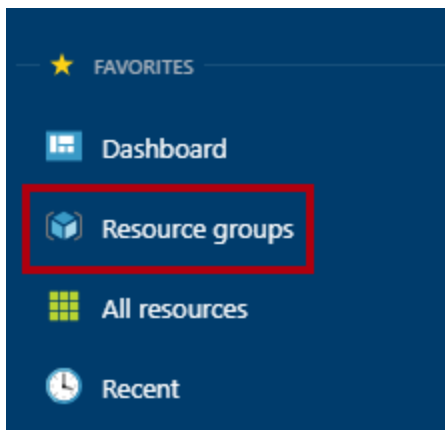 FAVORITES
Dashboard
Resource groups
All resources
Recent